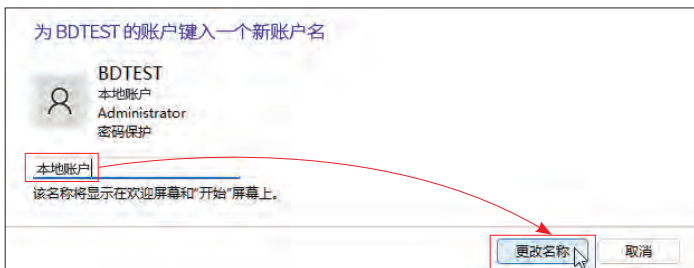 为 BDTEST 的账户键入一个新账户名
BDTEST
本地账户
Administrator
密码保护
本地账户
该名称将显示在欢迎屏幕和"开始"屏幕上。
更改名称
取消